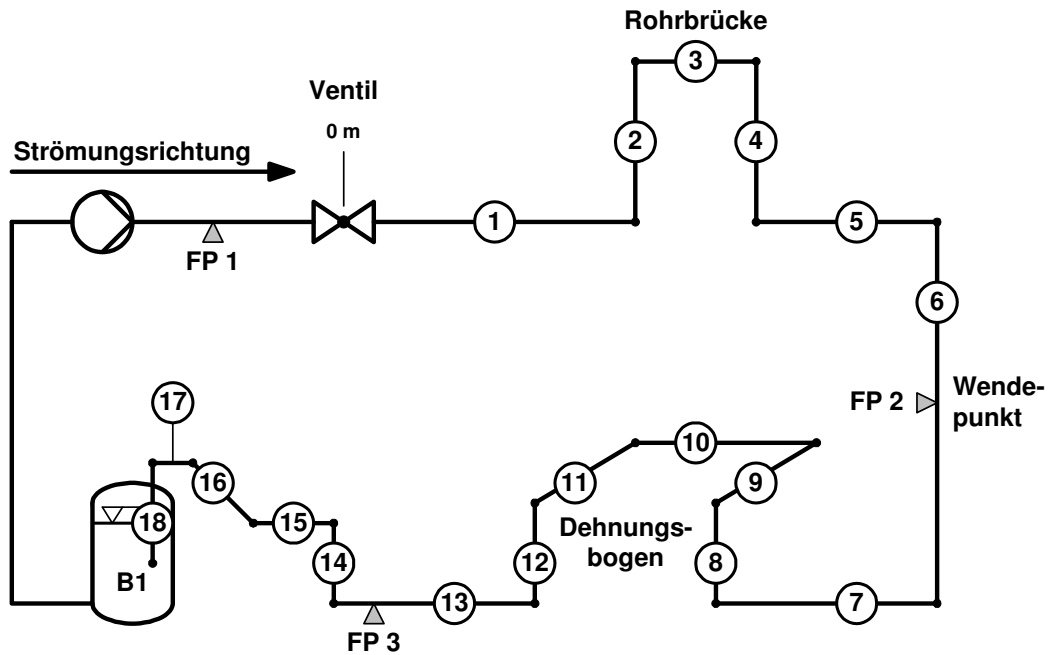 Rohrbrücke
3
Ventil
0 m
2
4
Strömungsrichtung
1
5
FP 1
6
Wende-
punkt
FP 2
17
10
16
11
9
18
15
Dehnungs-
bogen
B1
14
12
8
13
7
FP 3